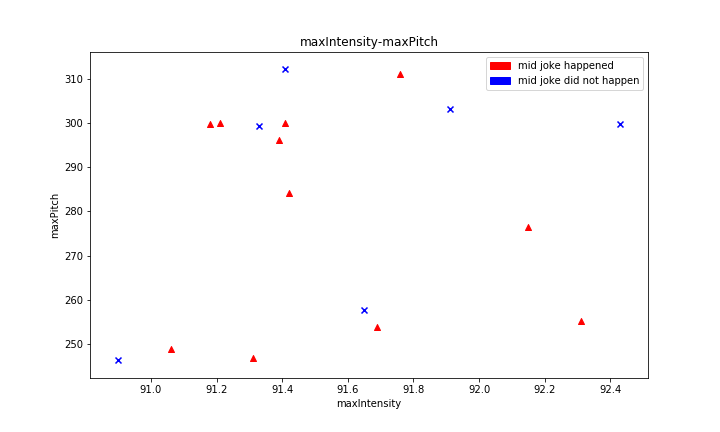 maxIntensity-maxPitch
mid joke happened
mid joke did not happen
maxPitch
310
300
290
280
270
260
250
91.0 91.2 91.4 91.6 91.8 92.0 92.2 92.4
maxIntensity